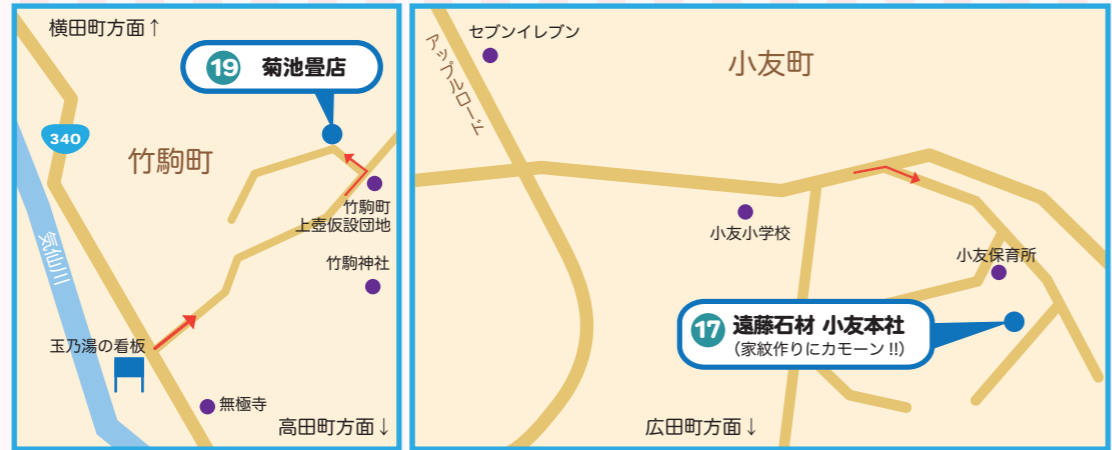 横田町方面↑
19 菊池畳店
340
竹駒町
竹駒町
上壺仮設団地
気仙川
竹駒神社
玉乃湯の看板
無極寺
高田町方面↓
セブンイレブン
アップルロード
小友町
小友小学校
小友保育所
17 遠藤石材 小友本社
(家紋作りにカモーン!!)
広田町方面↓